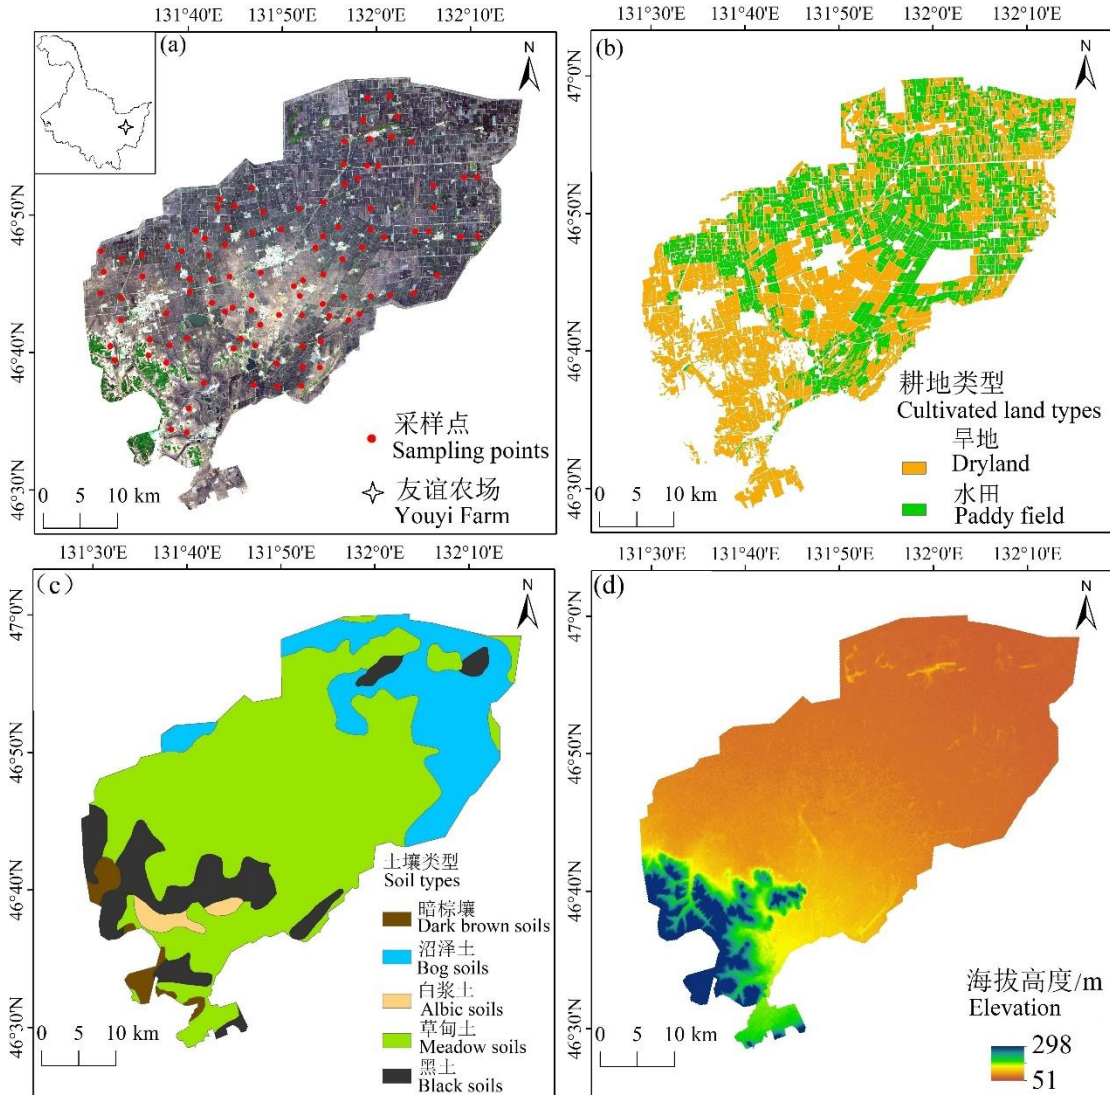 131°40'E 131°50'E 132°0'E 132°10'E
(a)
N
46°50'N
46°40'N
46°30'N
采样点
Sampling points
友谊农场
Youyi Farm
0 5 10 km
131°30'E 131°40'E 131°50'E 132°0'E 132°10'E
(b)
N
47°0'N
46°50'N
46°40'N
46°30'N
耕地类型
Cultivated land types
旱地
Dryland
水田
Paddy field
0 5 10 km
131°30'E 131°40'E 131°50'E 132°0'E 132°10'E
(c)
N
47°0'N
46°50'N
46°40'N
46°30'N
土壤类型
Soil types
暗棕壤
Dark brown soils
沼泽土
Bog soils
白浆土
Albic soils
草甸土
Meadow soils
黑土
Black soils
0 5 10 km
131°30'E 131°40'E 131°50'E 132°0'E 132°10'E
(d)
N
47°0'N
46°50'N
46°40'N
46°30'N
海拔高度/m
Elevation
298
51
0 5 10 km